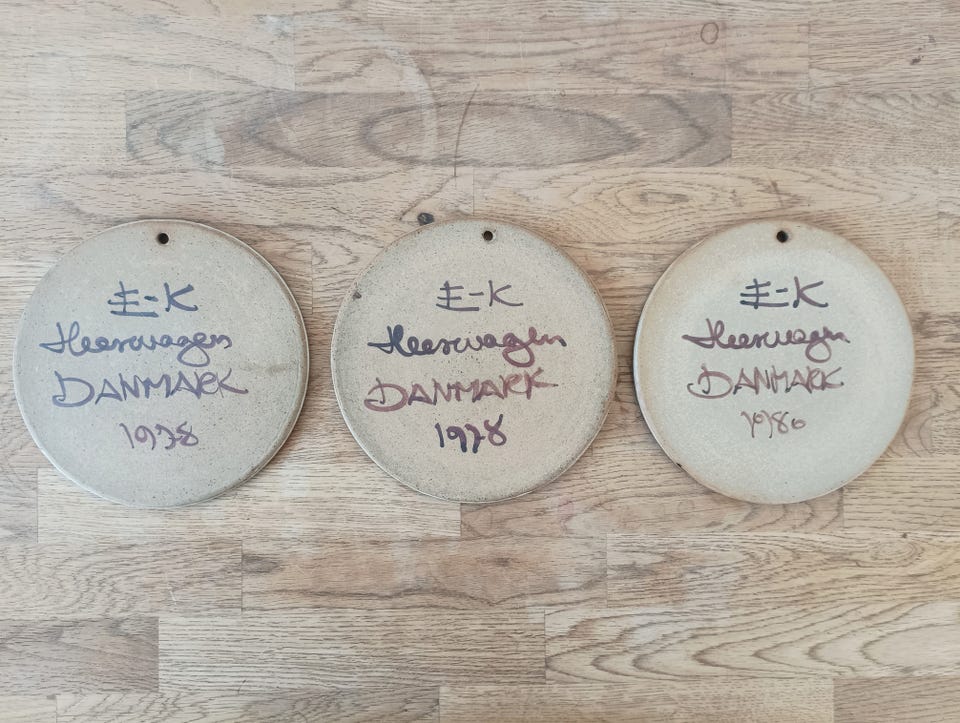 E-K
Heerwagen
DANMARK
1978
E-K
Heerwagen
DANMARK
1978
E-K
Heerwagen
DANMARK
1980